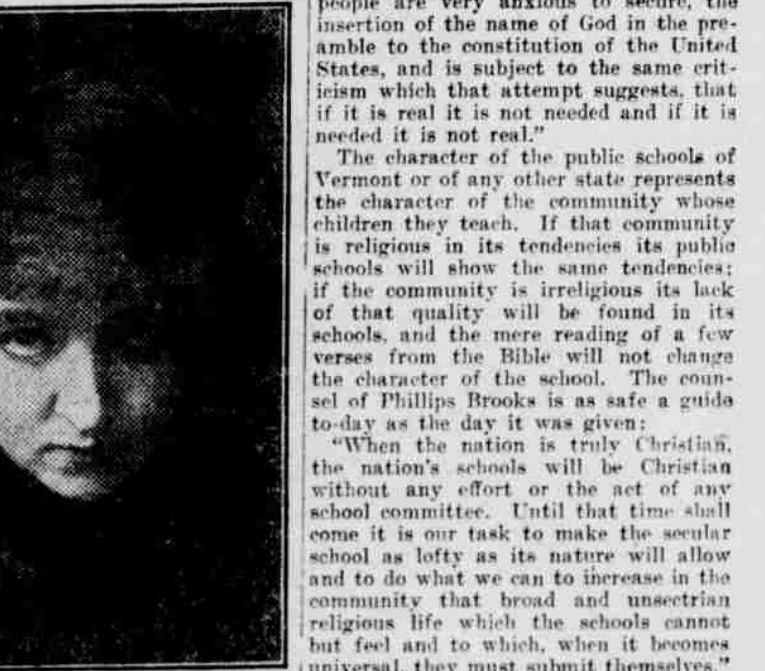 people are very anxious to secure, the
insertion of the name of God in the pre-
amble to the constitution of the United
States, and is subject to the same crit-
icism which that attempt suggests, that
if it is real it is not needed and if it is
needed it is not real."
The character of the public schools of
Vermont or of any other state represents
the character of the community whose
children they teach. If that community
is religious in its tendencies its public
schools will show the same tendencies;
if the community is irreligious its lack
of that quality will be found in its
schools, and the mere reading of a few
verses from the Bible will not change
the character of the school. The coun-
sel of Phillips Brooks is as safe a guide
to-day as the day it was given:
"When the nation is truly Christian,
the nation's schools will be Christian
without any effort or the act of any
school committee. Until that time shall
come it is our task to make the secular
school as lofty as its nature will allow
and to do what we can to increase in the
community that broad and unsectrian
religious life which the schools cannot
but feel and to which, when it becomes
universal, they must submit themselves."